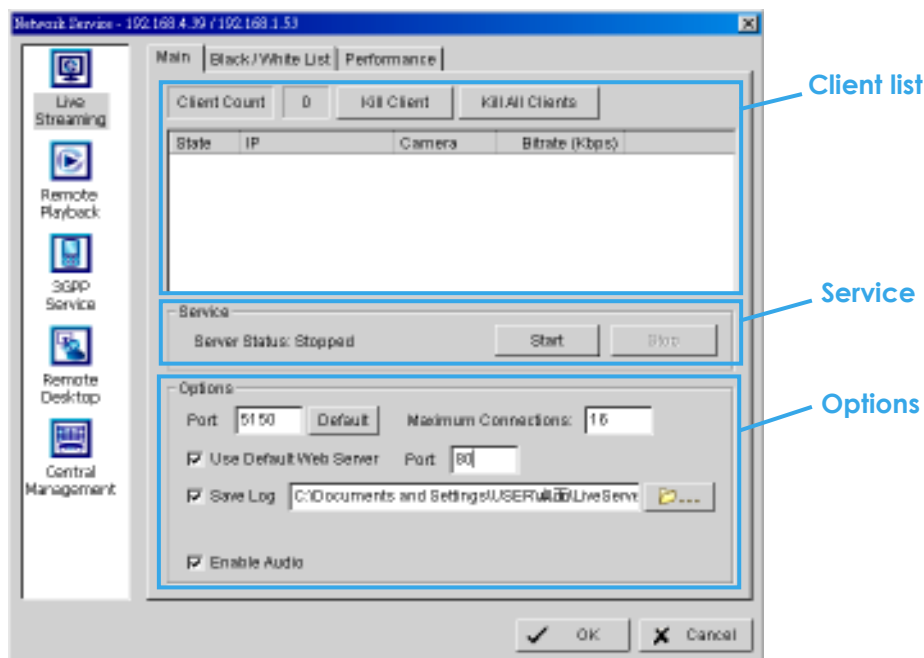 Network Service - 192.168.4.39 / 192.168.1.53
Live Streaming
Remote Playback
3GPP Service
Remote Desktop
Central Management
Main
Black / White List
Performance
Client Count 0 Kill Client Kill All Clients
State IP Camera Bitrate (Kbps)
Client list
Service
Server Status: Stopped Start Stop
Service
Options
Port 5150 Default Maximum Connections: 16
Use Default Web Server Port 80
Save Log C:\Documents and Settings\USER\桌面\LiveServe
Enable Audio
Options
OK Cancel